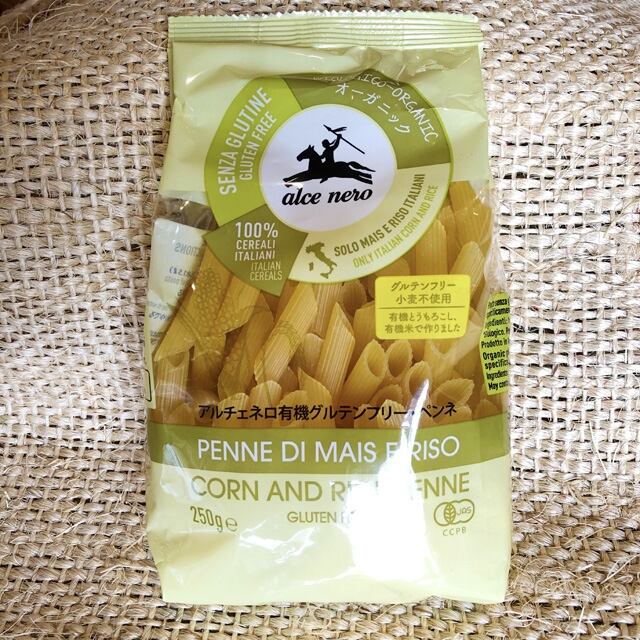 ORGANIC
オーガニック
SENZA GLUTINE
GLUTEN FREE
alce nero
100%
CEREALI
ITALIANI
ITALIAN
CEREALS
SOLO MAIS E RISO ITALIANI
ONLY ITALIAN CORN AND RICE
グルテンフリー
小麦不使用
有機とうもろこし、
有機米で作りました
アルチェネロ有機グルテンフリー・ペンネ
PENNE DI MAIS E RISO
CORN AND RI ENNE
250g e
GLUTEN
JAS
CCPB